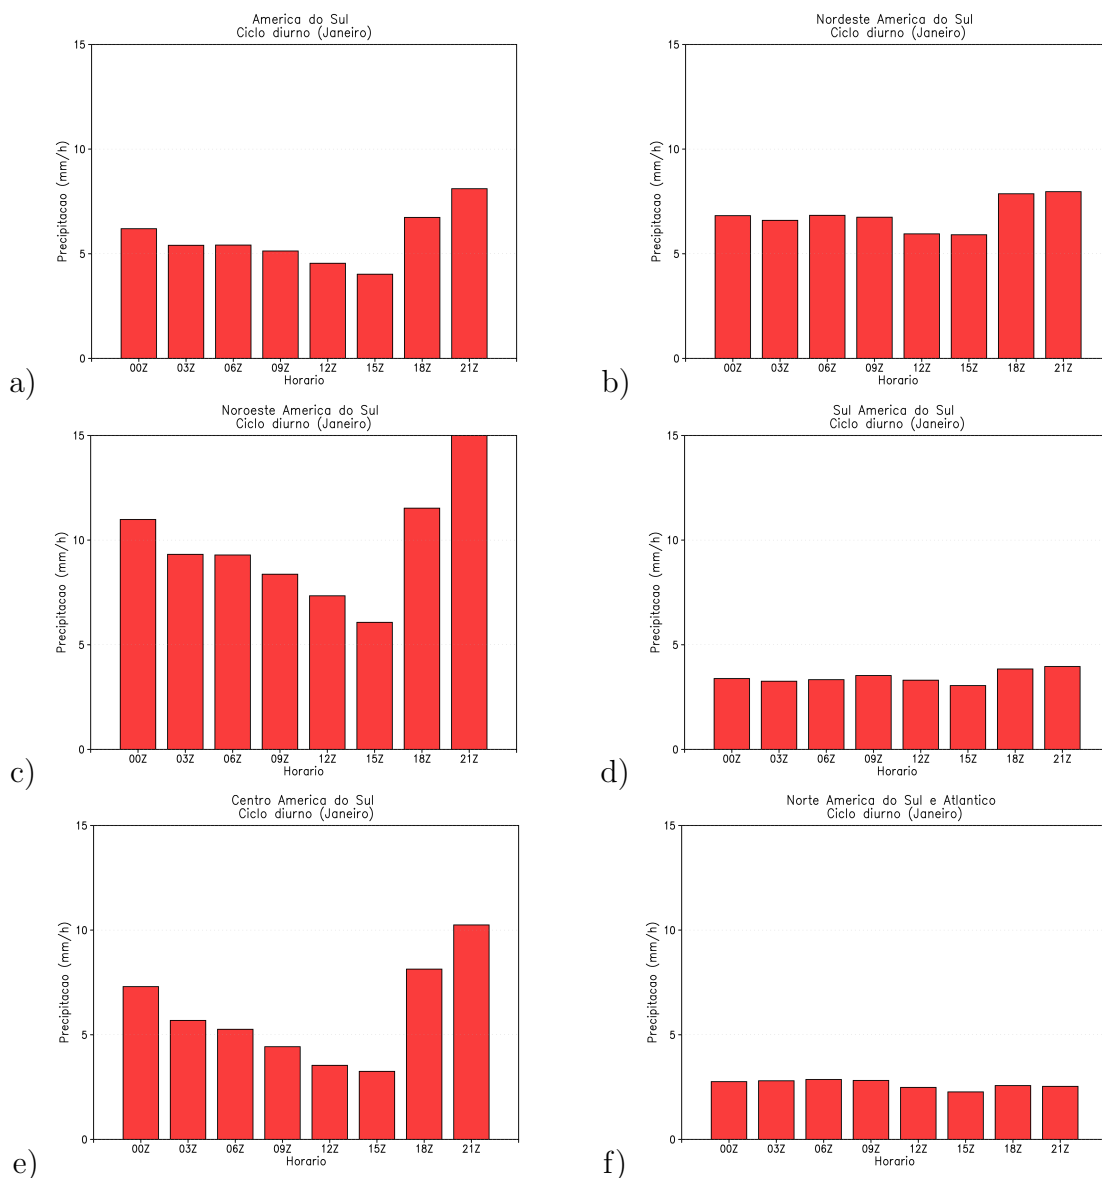 America do Sul
Ciclo diurno (Janeiro)
15
10
5
0
Precipitacao (mm/h)
00Z 03Z 06Z 09Z 12Z 15Z 18Z 21Z
Horario
a)
Nordeste America do Sul
Ciclo diurno (Janeiro)
15
10
5
0
Precipitacao (mm/h)
00Z 03Z 06Z 09Z 12Z 15Z 18Z 21Z
Horario
b)
Noroeste America do Sul
Ciclo diurno (Janeiro)
15
10
5
0
Precipitacao (mm/h)
00Z 03Z 06Z 09Z 12Z 15Z 18Z 21Z
Horario
c)
Sul America do Sul
Ciclo diurno (Janeiro)
15
10
5
0
Precipitacao (mm/h)
00Z 03Z 06Z 09Z 12Z 15Z 18Z 21Z
Horario
d)
Centro America do Sul
Ciclo diurno (Janeiro)
15
10
5
0
Precipitacao (mm/h)
00Z 03Z 06Z 09Z 12Z 15Z 18Z 21Z
Horario
e)
Norte America do Sul e Atlantico
Ciclo diurno (Janeiro)
15
10
5
0
Precipitacao (mm/h)
00Z 03Z 06Z 09Z 12Z 15Z 18Z 21Z
Horario
f)